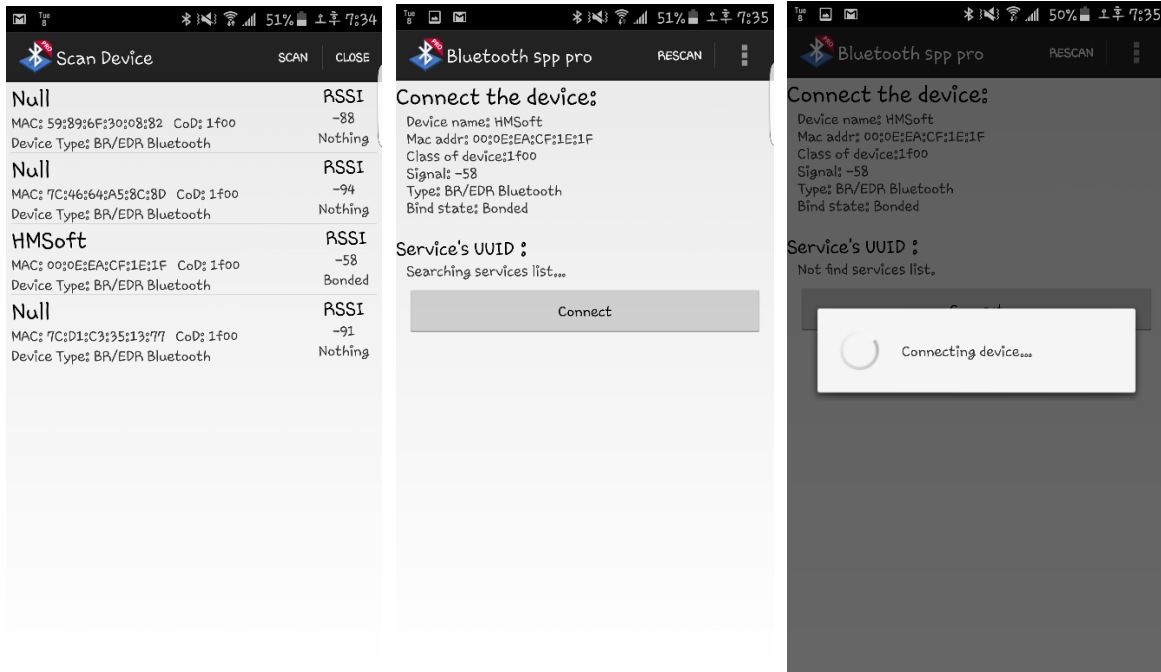 Tue
8
51% 오후 7:34
PRO
Scan Device SCAN CLOSE
Null RSSI
MAC: 59:89:6F:30:08:82 CoD: 1f00 -88
Device Type: BR/EDR Bluetooth Nothing
Null RSSI
MAC: 7C:46:64:A5:8C:8D CoD: 1f00 -94
Device Type: BR/EDR Bluetooth Nothing
HMSoft RSSI
MAC: 00:0E:EA:CF:1E:1F CoD: 1f00 -58
Device Type: BR/EDR Bluetooth Bonded
Null RSSI
MAC: 7C:D1:C3:35:13:77 CoD: 1f00 -91
Device Type: BR/EDR Bluetooth Nothing
Tue
8
51% 오후 7:35
PRO
Bluetooth spp pro RESCAN
Connect the device:
Device name: HMSoft
Mac addr: 00:0E:EA:CF:1E:1F
Class of device:1f00
Signal: -58
Type: BR/EDR Bluetooth
Bind state: Bonded
Service's UUID :
Searching services list...
Connect
Tue
8
50% 오후 7:35
PRO
Bluetooth spp pro RESCAN
Connect the device:
Device name: HMSoft
Mac addr: 00:0E:EA:CF:1E:1F
Class of device:1f00
Signal: -58
Type: BR/EDR Bluetooth
Bind state: Bonded
Service's UUID :
Not find services list.
Connect
Connecting device...